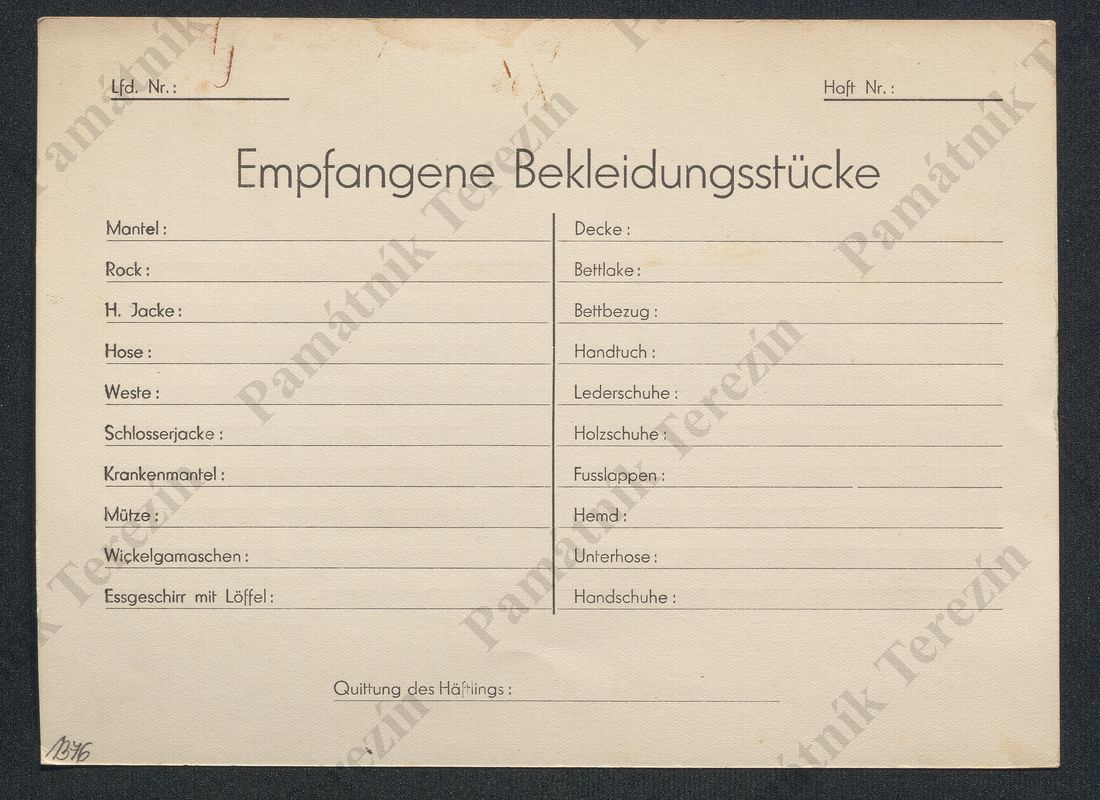 Lfd. Nr.:
Haft Nr.:
Empfangene Bekleidungsstücke
Mantel:
Rock:
H. Jacke:
Hose:
Weste:
Schlosserjacke:
Krankenmantel:
Mütze:
Wickelgamaschen:
Essgeschirr mit Löffel:
Decke:
Bettlake:
Bettbezug:
Handtuch:
Lederschuhe:
Holzschuhe:
Fusslappen:
Hemd:
Unterhose:
Handschuhe:
Quittung des Häftlings:
1376
Památník Terezín